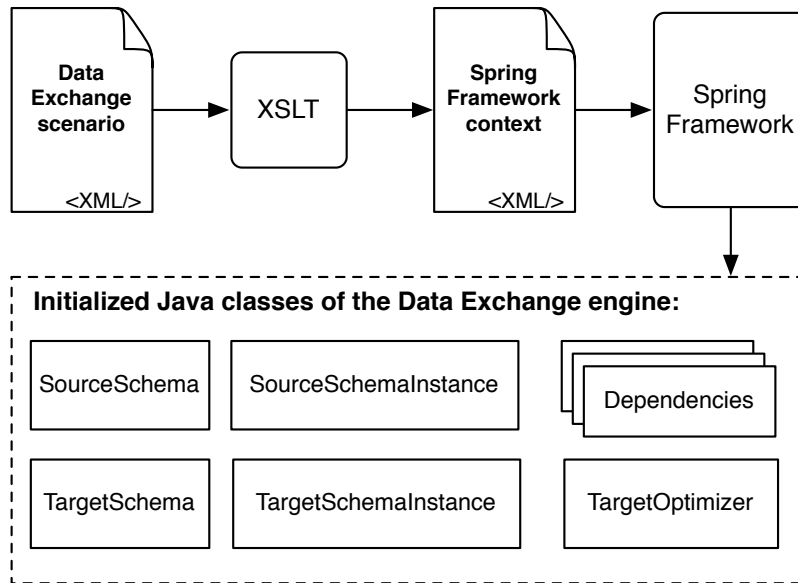 Data
Exchange
scenario
<XML/>
XSLT
Spring
Framework
context
<XML/>
Spring
Framework
Initialized Java classes of the Data Exchange engine:
SourceSchema
SourceSchemaInstance
Dependencies
TargetSchema
TargetSchemaInstance
TargetOptimizer